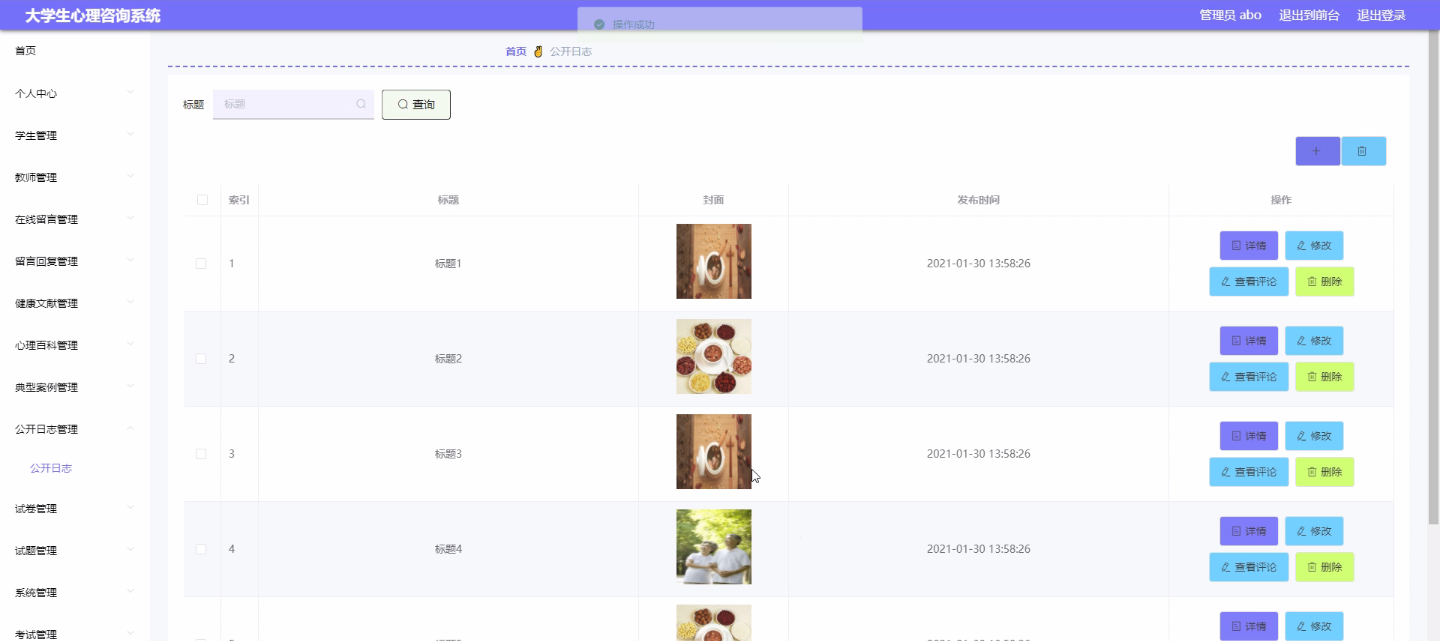 大学生心理咨询系统
操作成功
管理员 abo 退出到前台 退出登录
首页
个人中心
学生管理
教师管理
在线留言管理
留言回复管理
健康文献管理
心理百科管理
典型案例管理
公开日志管理
公开日志
试卷管理
试题管理
系统管理
考试管理
首页 公开日志
标题 标题 查询
索引 标题 封面 发布时间 操作
1 标题1 2021-01-30 13:58:26 详情 修改
查看评论 删除
2 标题2 2021-01-30 13:58:26 详情 修改
查看评论 删除
3 标题3 2021-01-30 13:58:26 详情 修改
查看评论 删除
4 标题4 2021-01-30 13:58:26 详情 修改
查看评论 删除
详情 修改